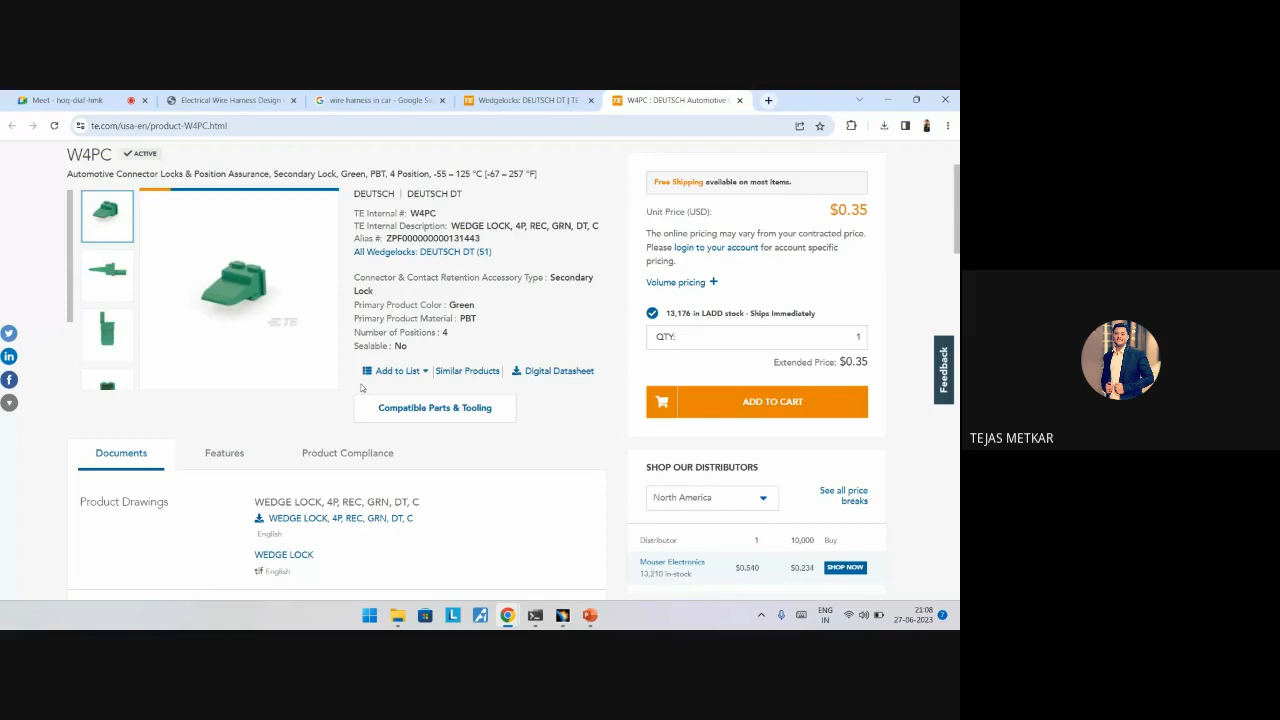 Meet - hoq-diaf-hmk
Electrical Wire Harness Design
wire harness in car - Google Se
Wedgelocks: DEUTSCH DT | TE
W4PC : DEUTSCH Automotive
te.com/usa-en/product-W4PC.html
W4PC ACTIVE
Automotive Connector Locks & Position Assurance, Secondary Lock, Green, PBT, 4 Position, -55 – 125 °C [-67 – 257 °F]
DEUTSCH | DEUTSCH DT
TE Internal #: W4PC
TE Internal Description: WEDGE LOCK, 4P, REC, GRN, DT, C
Alias #: ZPF000000000131443
All Wedgelocks: DEUTSCH DT (51)
Connector & Contact Retention Accessory Type : Secondary
Lock
Primary Product Color : Green
Primary Product Material : PBT
Number of Positions : 4
Sealable : No
Add to List
Similar Products
Digital Datasheet
Compatible Parts & Tooling
TE
Free Shipping available on most items.
Unit Price (USD): $0.35
The online pricing may vary from your contracted price.
Please login to your account for account specific
pricing.
Volume pricing +
13,176 in LADD stock - Ships Immediately
QTY: 1
Extended Price: $0.35
ADD TO CART
Feedback
Documents
Features
Product Compliance
Product Drawings
WEDGE LOCK, 4P, REC, GRN, DT, C
WEDGE LOCK, 4P, REC, GRN, DT, C
English
WEDGE LOCK
tif English
SHOP OUR DISTRIBUTORS
North America
See all price
breaks
Distributor 1 10,000 Buy
Mouser Electronics $0.540 $0.234 SHOP NOW
13,210 in-stock
ENG
IN
21:08
27-06-2023
7
TEJAS METKAR